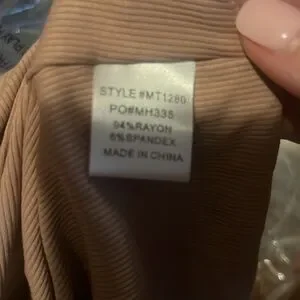 STYLE #MT1280
PO#MH335
94%RAYON
6%SPANDEX
MADE IN CHINA